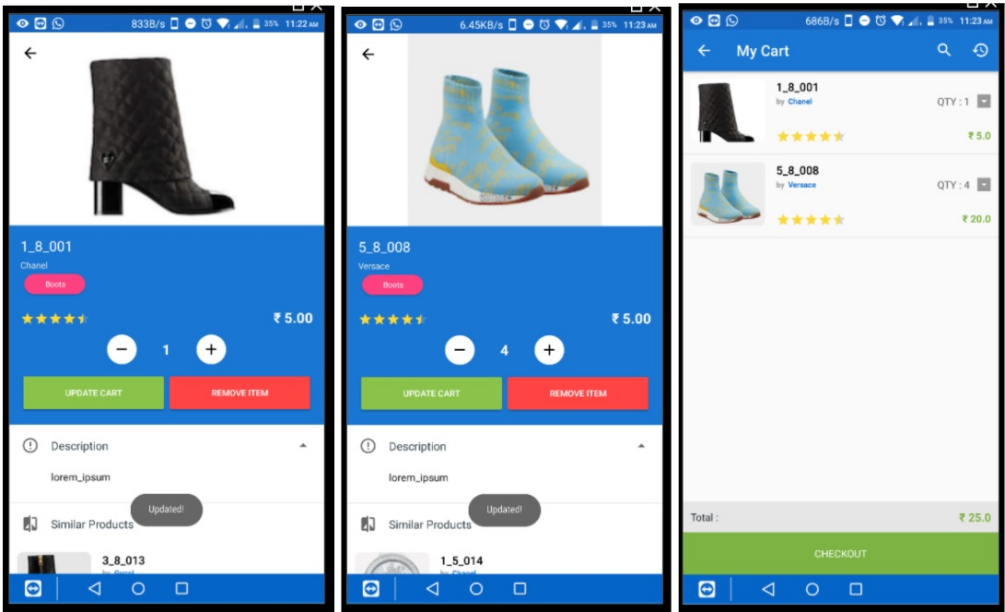 833B/s 35% 11:22 AM
1_8_001
Chanel
Boots
₹ 5.00
1
UPDATE CART
REMOVE ITEM
Description
lorem_ipsum
Updated!
Similar Products
3_8_013
6.45KB/s 35% 11:23 AM
5_8_008
Versace
Boots
₹ 5.00
4
UPDATE CART
REMOVE ITEM
Description
lorem_ipsum
Updated!
Similar Products
1_5_014
by Chanel
686B/s 35% 11:23 AM
My Cart
1_8_001
by Chanel
QTY : 1
₹ 5.0
5_8_008
by Versace
QTY : 4
₹ 20.0
Total :
₹ 25.0
CHECKOUT